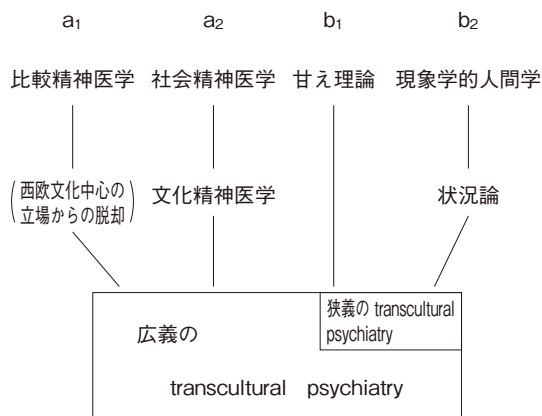 a₁ a₂ b₁ b₂
比較精神医学 社会精神医学 甘え理論 現象学的人間学
(西欧文化中心の
立場からの脱却)
文化精神医学 状況論
狭義の transcultural
psychiatry
広義の
transcultural psychiatry